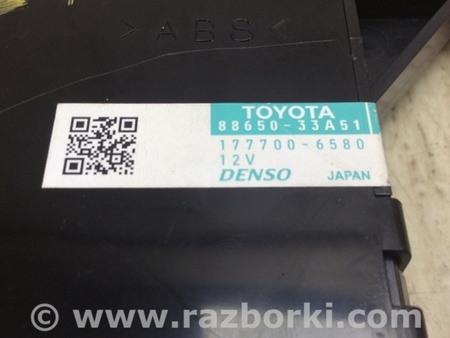 >ABS<
TOYOTA
88650-33A51
177700-6580
12V
DENSO JAPAN
© www.razborki.com